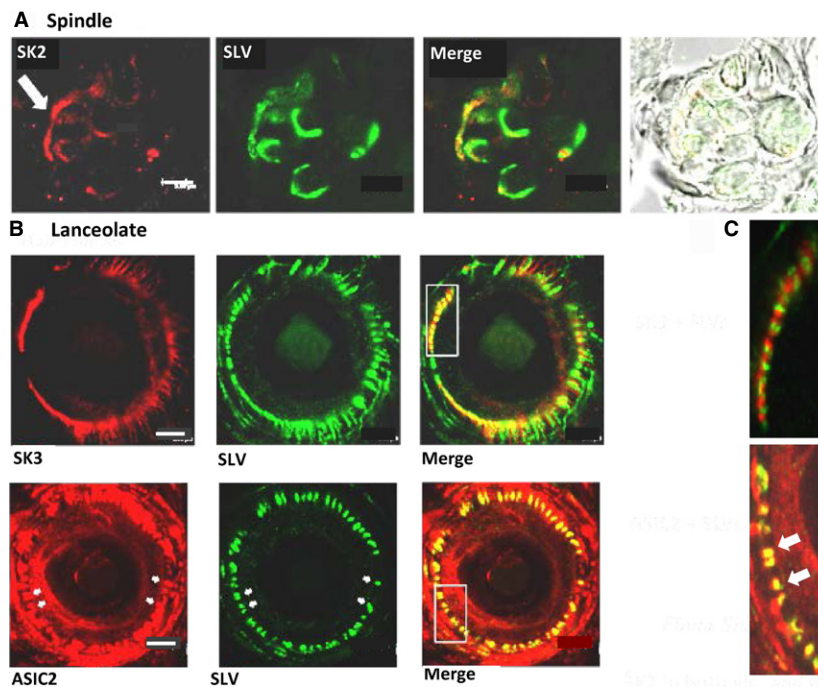 A Spindle
SK2 SLV Merge
B Lanceolate C
SK3 SLV Merge
ASIC2 SLV Merge